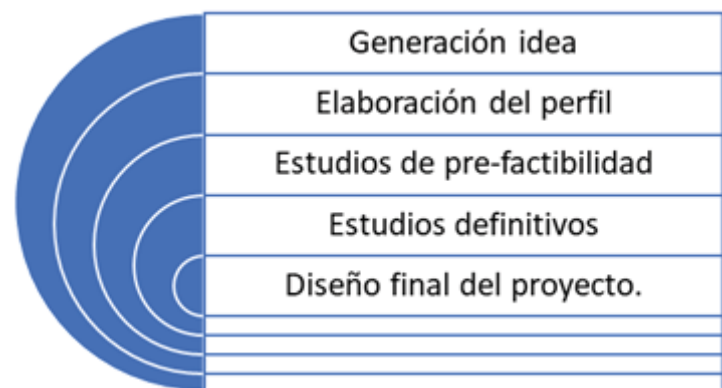 Generación idea
Elaboración del perfil
Estudios de pre-factibilidad
Estudios definitivos
Diseño final del proyecto.